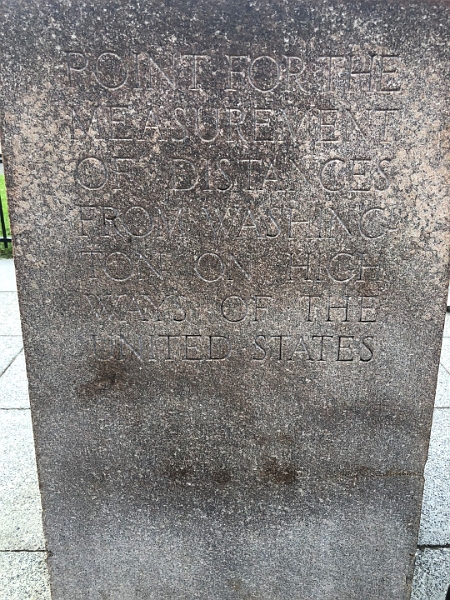 POINT FOR THE
MEASUREMENT
OF DISTANCES
FROM WASHING
TON ON HIGH
WAYS OF THE
UNITED STATES